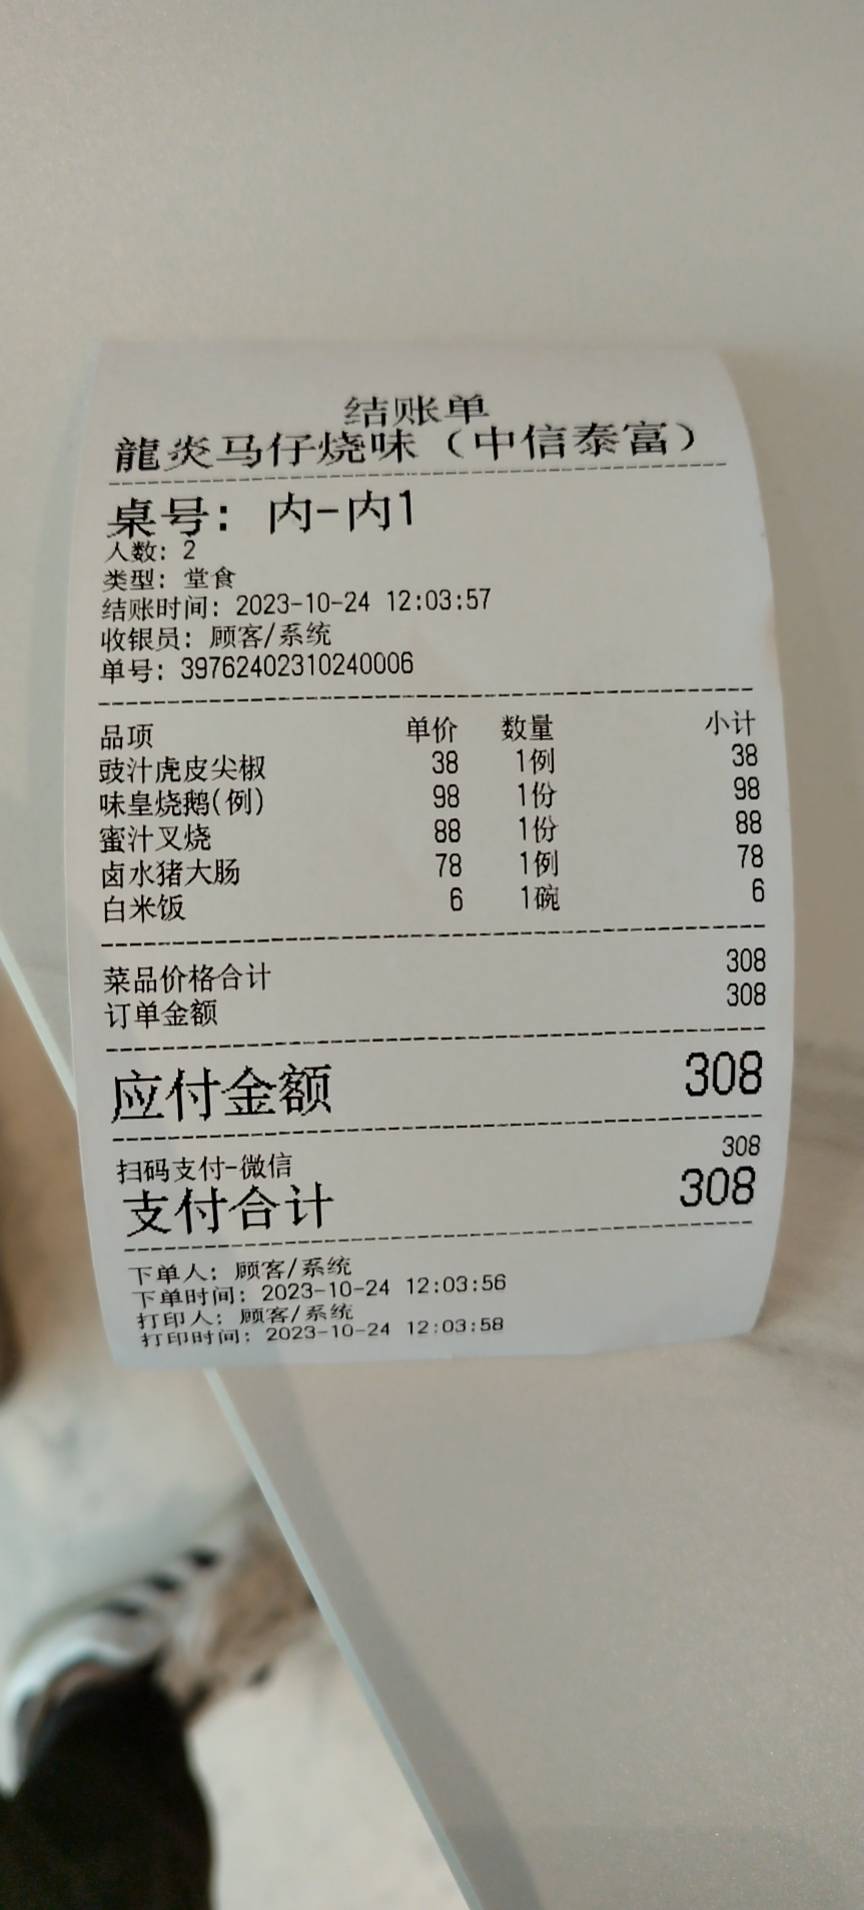 结账单
龍炎马仔烧味（中信泰富）
桌号: 内-内1
人数: 2
类型: 堂食
结账时间: 2023-10-24 12:03:57
收银员: 顾客/系统
单号: 39762402310240006
品项 单价 数量 小计
豉汁虎皮尖椒 38 1例 38
味皇烧鹅(例) 98 1份 98
蜜汁叉烧 88 1份 88
卤水猪大肠 78 1例 78
白米饭 6 1碗 6
菜品价格合计 308
订单金额 308
应付金额 308
扫码支付-微信 308
支付合计 308
下单人: 顾客/系统
下单时间: 2023-10-24 12:03:56
打印人: 顾客/系统
打印时间: 2023-10-24 12:03:58